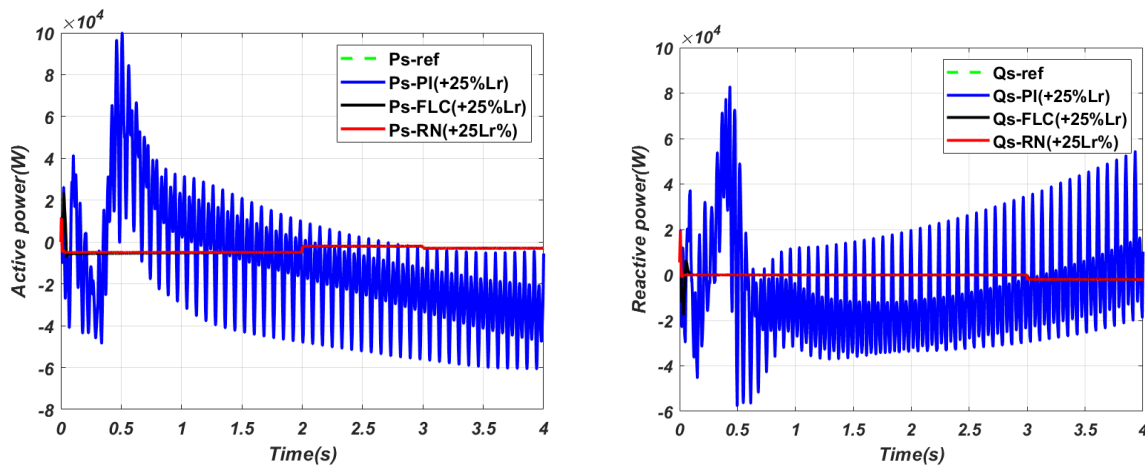 ×10⁴
Active power(W)
10
8
6
4
2
0
-2
-4
-6
-8
Ps-ref
Ps-PI(+25%Lr)
Ps-FLC(+25%Lr)
Ps-RN(+25Lr%)
0 0.5 1 1.5 2 2.5 3 3.5 4
Time(s)
×10⁴
Reactive power(W)
10
8
6
4
2
0
-2
-4
-6
Qs-ref
Qs-PI(+25%Lr)
Qs-FLC(+25%Lr)
Qs-RN(+25Lr%)
0 0.5 1 1.5 2 2.5 3 3.5 4
Time(s)